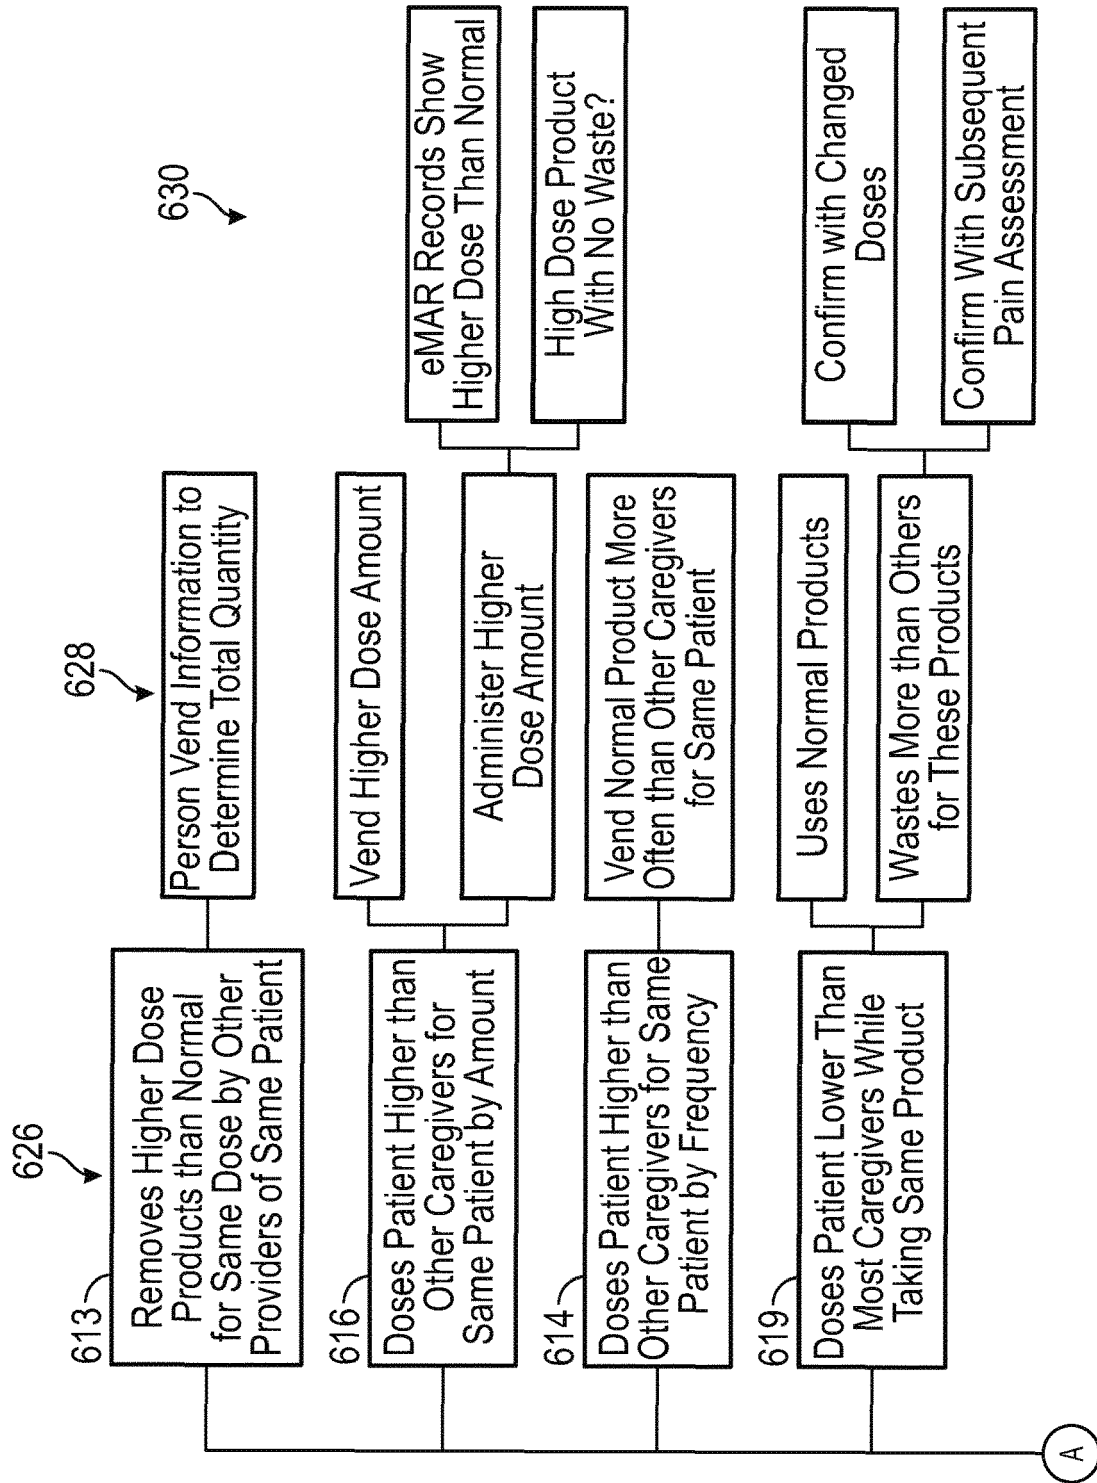 626
628
630
613
Removes Higher Dose
Products than Normal
for Same Dose by Other
Providers of Same Patient
Person Vend Information to
Determine Total Quantity
616
Doses Patient Higher than
Other Caregivers for
Same Patient by Amount
Vend Higher Dose Amount
Administer Higher
Dose Amount
eMAR Records Show
Higher Dose Than Normal
High Dose Product
With No Waste?
614
Doses Patient Higher than
Other Caregivers for Same
Patient by Frequency
Vend Normal Product More
Often than Other Caregivers
for Same Patient
619
Doses Patient Lower Than
Most Caregivers While
Taking Same Product
Uses Normal Products
Wastes More than Others
for These Products
Confirm with Changed
Doses
Confirm With Subsequent
Pain Assessment
A